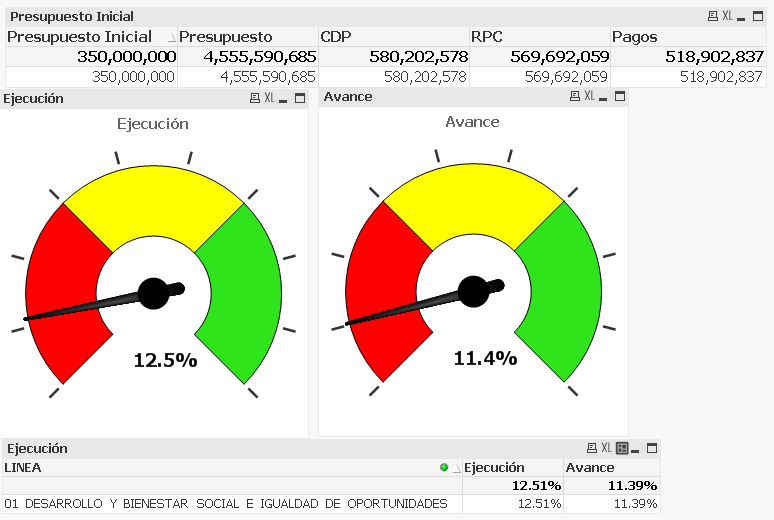 Presupuesto Inicial XL
Presupuesto Inicial Presupuesto CDP RPC Pagos
350,000,000 4,555,590,685 580,202,578 569,692,059 518,902,837
350,000,000 4,555,590,685 580,202,578 569,692,059 518,902,837
Ejecución XL
Ejecución
12.5%
Avance XL
Avance
11.4%
Ejecución XL
LINEA Ejecución Avance
12.51% 11.39%
01 DESARROLLO Y BIENESTAR SOCIAL E IGUALDAD DE OPORTUNIDADES 12.51% 11.39%